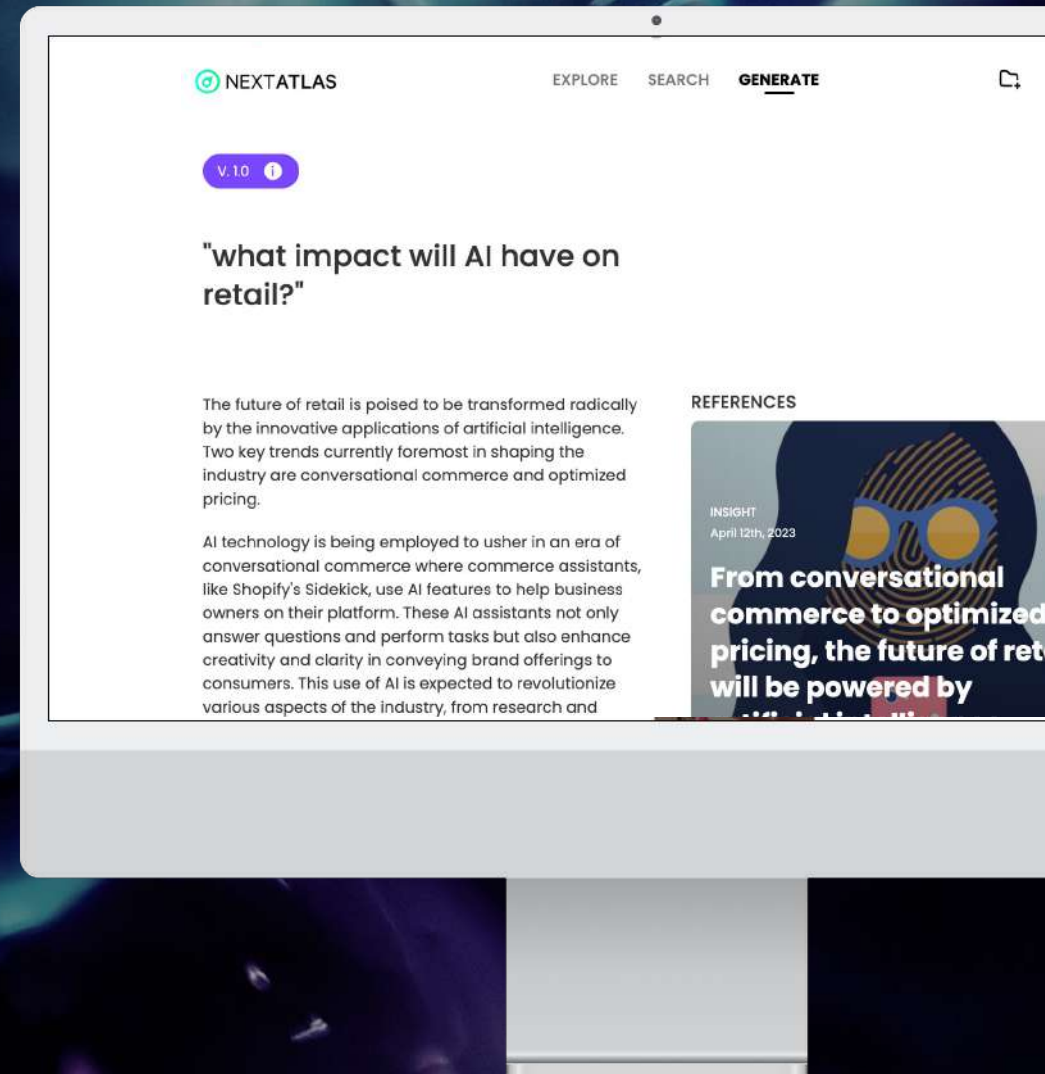 NEXTATLAS
EXPLORE SEARCH GENERATE
V. 1.0
"what impact will AI have on
retail?"
The future of retail is poised to be transformed radically
by the innovative applications of artificial intelligence.
Two key trends currently foremost in shaping the
industry are conversational commerce and optimized
pricing.
AI technology is being employed to usher in an era of
conversational commerce where commerce assistants,
like Shopify's Sidekick, use AI features to help business
owners on their platform. These AI assistants not only
answer questions and perform tasks but also enhance
creativity and clarity in conveying brand offerings to
consumers. This use of AI is expected to revolutionize
various aspects of the industry, from research and
REFERENCES
INSIGHT
April 12th, 2023
From conversational
commerce to optimized
pricing, the future of
will be powered by